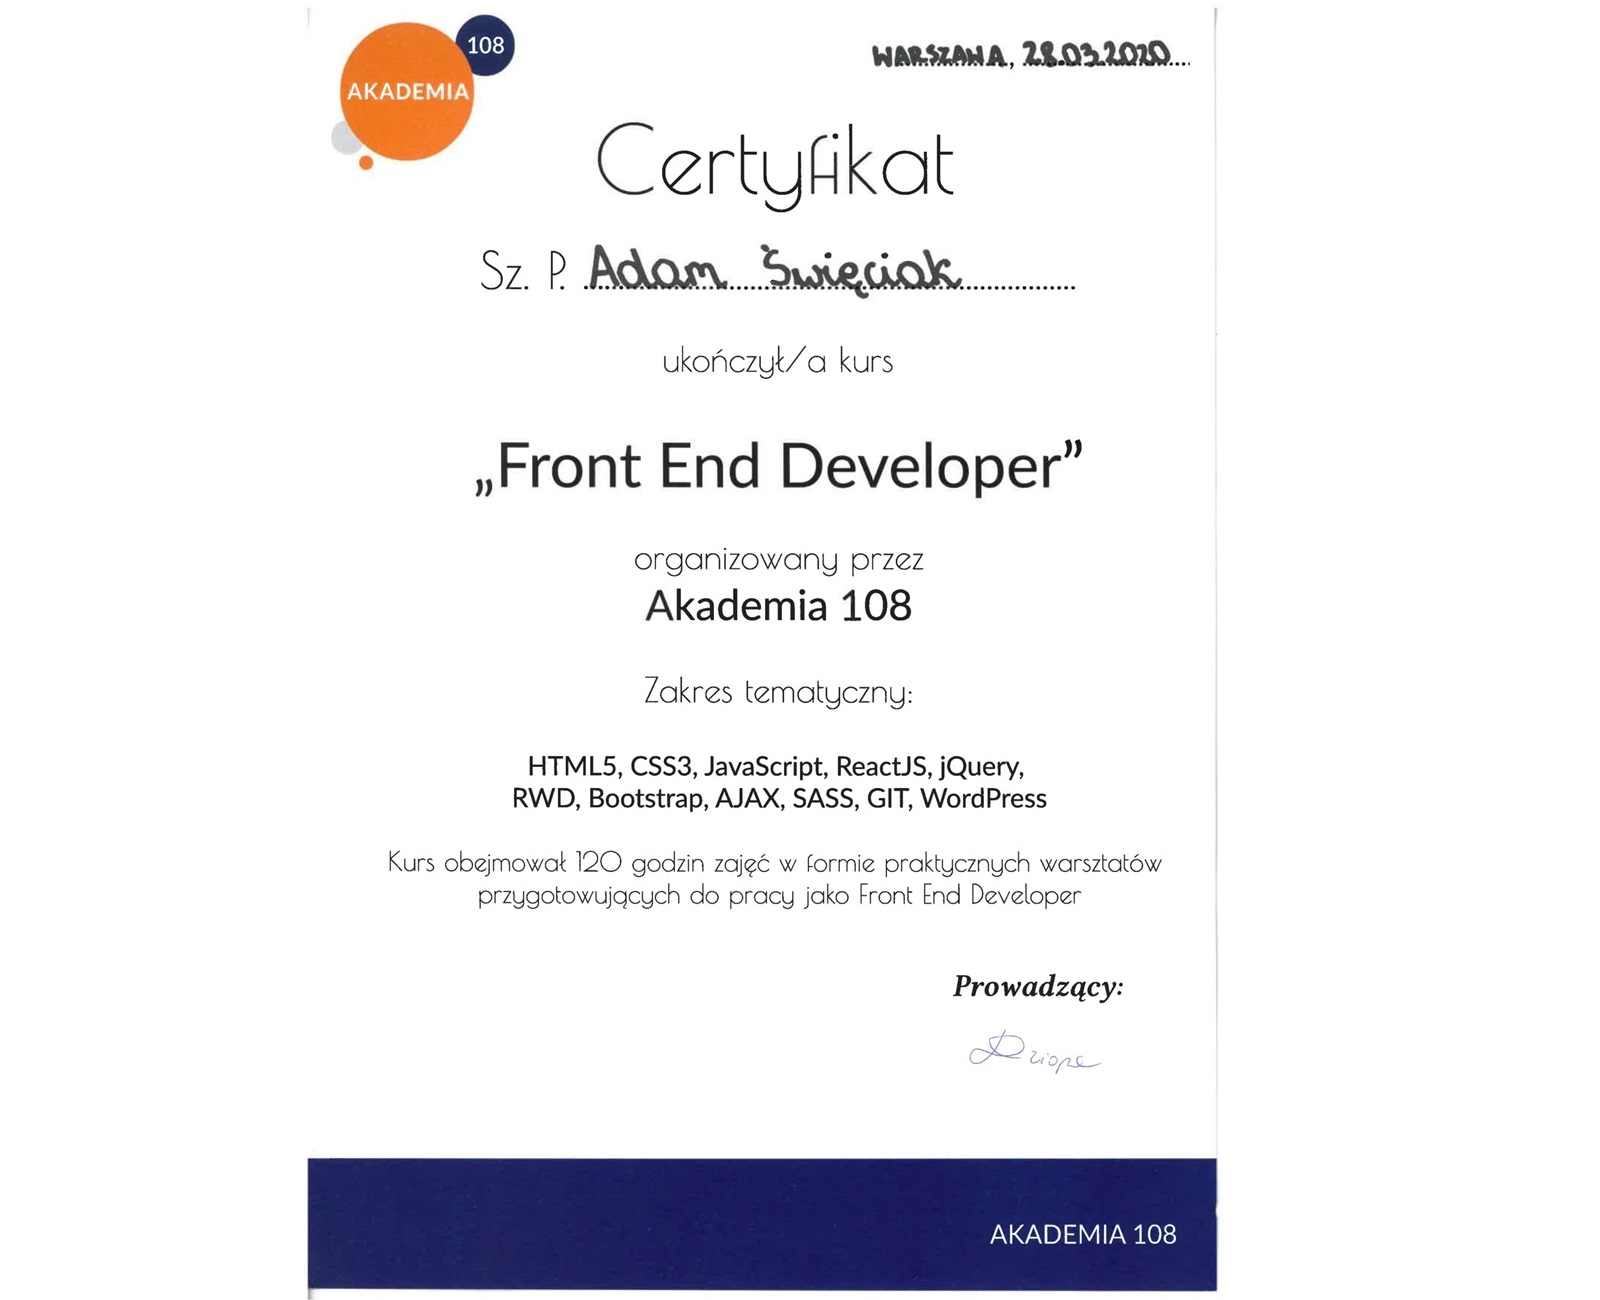 108
AKADEMIA
WARSZAWA, 28.03.2020
Certyfikat
Sz. P. Adam Święciak
ukończył/a kurs
„Front End Developer”
organizowany przez
Akademia 108
Zakres tematyczny:
HTML5, CSS3, JavaScript, ReactJS, jQuery,
RWD, Bootstrap, AJAX, SASS, GIT, WordPress
Kurs obejmował 120 godzin zajęć w formie praktycznych warsztatów
przygotowujących do pracy jako Front End Developer
Prowadzący:
AKADEMIA 108